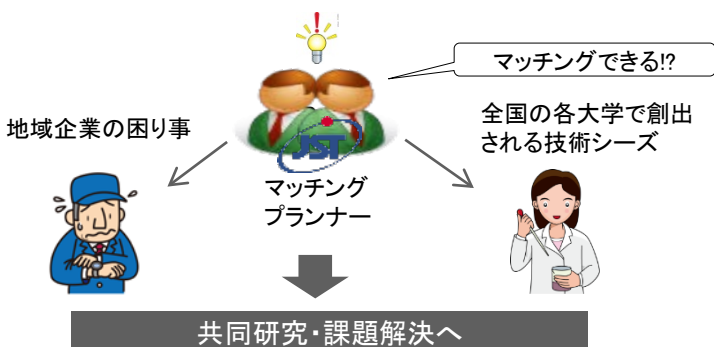 マッチングできる!?
地域企業の困り事
全国の各大学で創出
される技術シーズ
JST
マッチング
プランナー
共同研究・課題解決へ